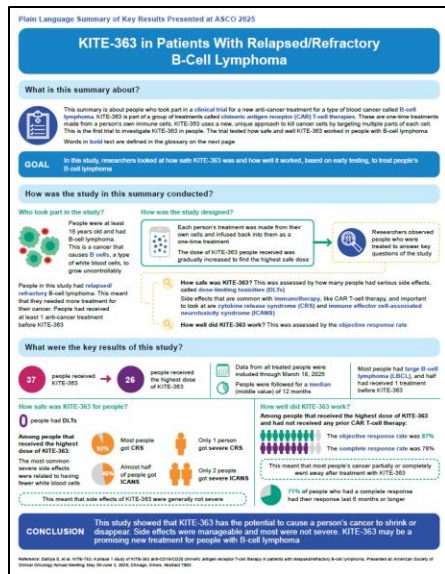 Plain Language Summary of Key Results Presented at ASCO 2025
KITE-363 in Patients With Relapsed/Refractory
B-Cell Lymphoma
What is this summary about?
This summary is about people who took part in a clinical trial for a new anti-cancer treatment for a type of blood cancer called B-cell
lymphoma. KITE-363 is part of a group of treatments called chimeric antigen receptor (CAR) T-cell therapies. These are one-time treatments
made from a person's own immune cells. KITE-363 uses a new, unique approach to kill cancer cells by targeting multiple parts of each cell.
This is the first trial to investigate KITE-363 in people. The trial tested how safe and well KITE-363 worked in people with B-cell lymphoma
Words in bold text are defined in the glossary on the next page
GOAL
In this study, researchers looked at how safe KITE-363 was and how well it worked, based on early testing, to treat people's
B-cell lymphoma
How was the study in this summary conducted?
Who took part in the study?
People were at least
18 years old and had
B-cell lymphoma.
This is a cancer that
causes B cells, a type
of white blood cells, to
grow uncontrollably
People in this study had relapsed/
refractory B-cell lymphoma. This meant
that they needed more treatment for
their cancer. People had received
at least 1 anti-cancer treatment
before KITE-363
How was the study designed?
Each person's treatment was made from their
own cells and infused back into them as a
one-time treatment
The dose of KITE-363 people received was
gradually increased to find the highest safe dose
Researchers observed
people who were
treated to answer key
questions of the study
How safe was KITE-363? This was assessed by how many people had serious side effects,
called dose-limiting toxicities (DLTs)
Side effects that are common with immunotherapy, like CAR T-cell therapy, and important to
look at are cytokine release syndrome (CRS) and immune effector cell-associated
neurotoxicity syndrome (ICANS)
How well did KITE-363 work? This was assessed by the objective response rate
What were the key results of this study?
37 people received
KITE-363
26 people received
the highest dose
of KITE-363
Data from all treated people were
included through March 18, 2025
People were followed for a median
(middle value) of 12 months
Most people had large B-cell
lymphoma (LBCL), and half
had received 1 treatment
before KITE-363
How safe was KITE-363 for people?
0 people had DLTs
Among people that
received the highest
dose of KITE-363:
The most common
severe side effects
were related to having
fewer white blood cells
Most people
got CRS
Only 1 person
got severe CRS
Almost half
of people got
ICANS
Only 2 people
got severe ICANS
This meant that side effects of KITE-363 were generally not severe
How well did KITE-363 work?
Among people that received the highest dose of KITE-363
and had not received any prior CAR T-cell therapy:
The objective response rate was 87%
The complete response rate was 78%
This meant that most people's cancer partially or completely
went away after treatment with KITE-363
71% of people who had a complete response
had their response last 6 months or longer
CONCLUSION
This study showed that KITE-363 has the potential to cause a person's cancer to shrink or
disappear. Side effects were manageable and most were not severe. KITE-363 may be a
promising new treatment for people with B-cell lymphoma